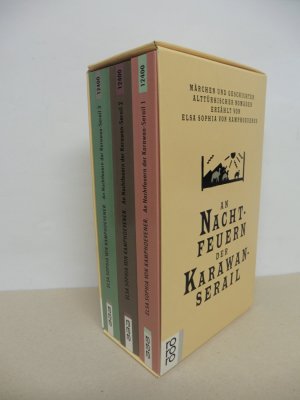 12400
ELSA SOPHIA VON KAMPHOEVENER. An Nachtfeuern der Karawan-Serail 3
12400
ELSA SOPHIA VON KAMPHOEVENER. An Nachtfeuern der Karawan-Serail 2
12400
ELSA SOPHIA VON KAMPHOEVENER. An Nachtfeuern der Karawan-Serail 1
MÄRCHEN UND GESCHICHTEN
ALTTÜRKISCHER NOMADEN
ERZÄHLT VON
ELSA SOPHIA VON KAMPHOEVENER
AN
NACHT-
FEUERN
DER
KARAWAN-
SERAIL